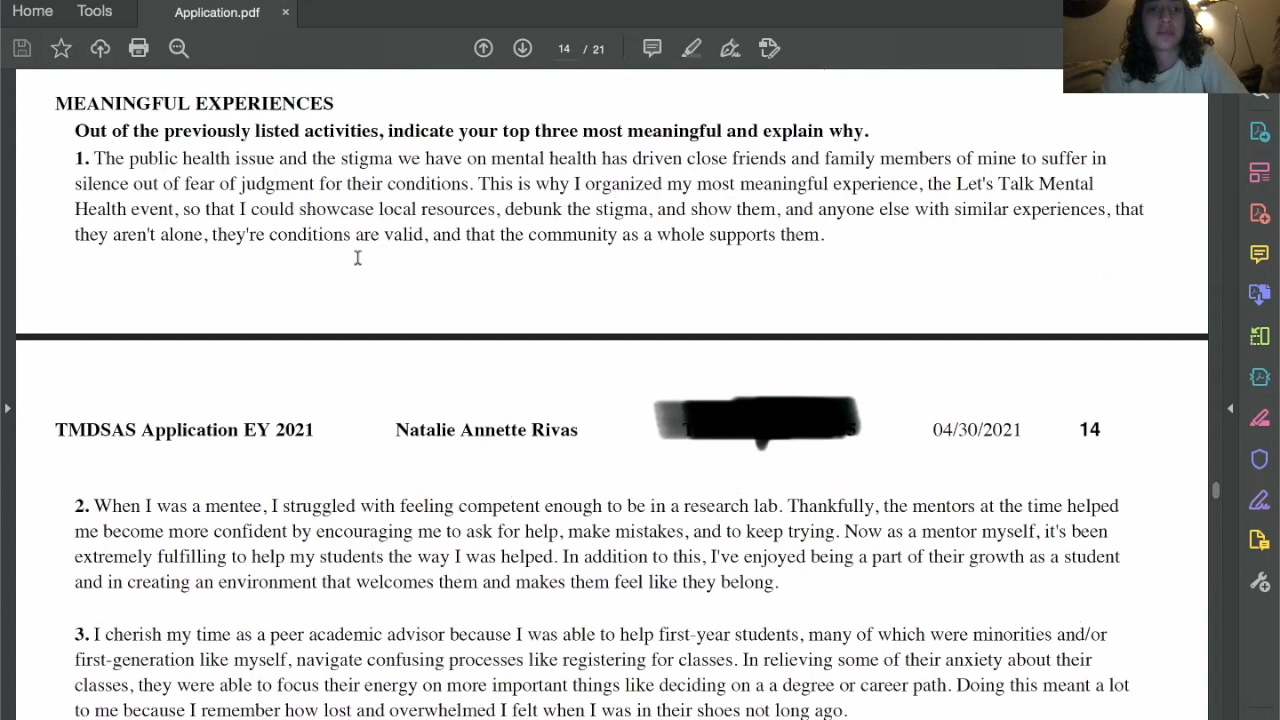 Home Tools Application.pdf ×
14 / 21
MEANINGFUL EXPERIENCES
Out of the previously listed activities, indicate your top three most meaningful and explain why.
1. The public health issue and the stigma we have on mental health has driven close friends and family members of mine to suffer in
silence out of fear of judgment for their conditions. This is why I organized my most meaningful experience, the Let's Talk Mental
Health event, so that I could showcase local resources, debunk the stigma, and show them, and anyone else with similar experiences, that
they aren't alone, they're conditions are valid, and that the community as a whole supports them.
TMDSAS Application EY 2021 Natalie Annette Rivas 04/30/2021 14
2. When I was a mentee, I struggled with feeling competent enough to be in a research lab. Thankfully, the mentors at the time helped
me become more confident by encouraging me to ask for help, make mistakes, and to keep trying. Now as a mentor myself, it's been
extremely fulfilling to help my students the way I was helped. In addition to this, I've enjoyed being a part of their growth as a student
and in creating an environment that welcomes them and makes them feel like they belong.
3. I cherish my time as a peer academic advisor because I was able to help first-year students, many of which were minorities and/or
first-generation like myself, navigate confusing processes like registering for classes. In relieving some of their anxiety about their
classes, they were able to focus their energy on more important things like deciding on a a degree or career path. Doing this meant a lot
to me because I remember how lost and overwhelmed I felt when I was in their shoes not long ago.